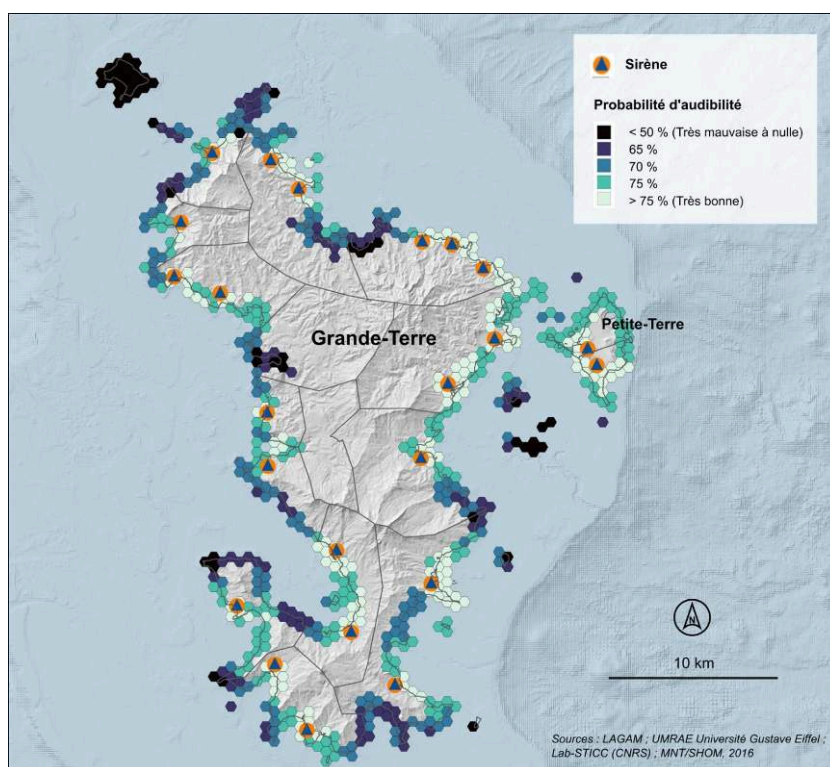 Sirène
Probabilité d'audibilité
< 50 % (Très mauvaise à nulle)
65 %
70 %
75 %
> 75 % (Très bonne)
Petite-Terre
Grande-Terre
N
10 km
Sources : LAGAM ; UMRAE Université Gustave Eiffel ;
Lab-STICC (CNRS) ; MNT/SHOM, 2016